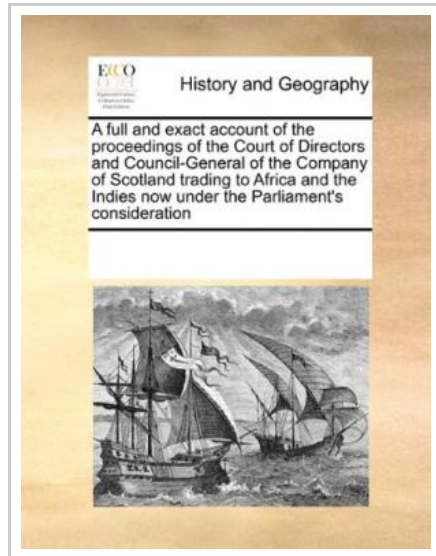 ECCO
History and Geography
A full and exact account of the
proceedings of the Court of Directors
and Council-General of the Company
of Scotland trading to Africa and the
Indies now under the Parliament's
consideration